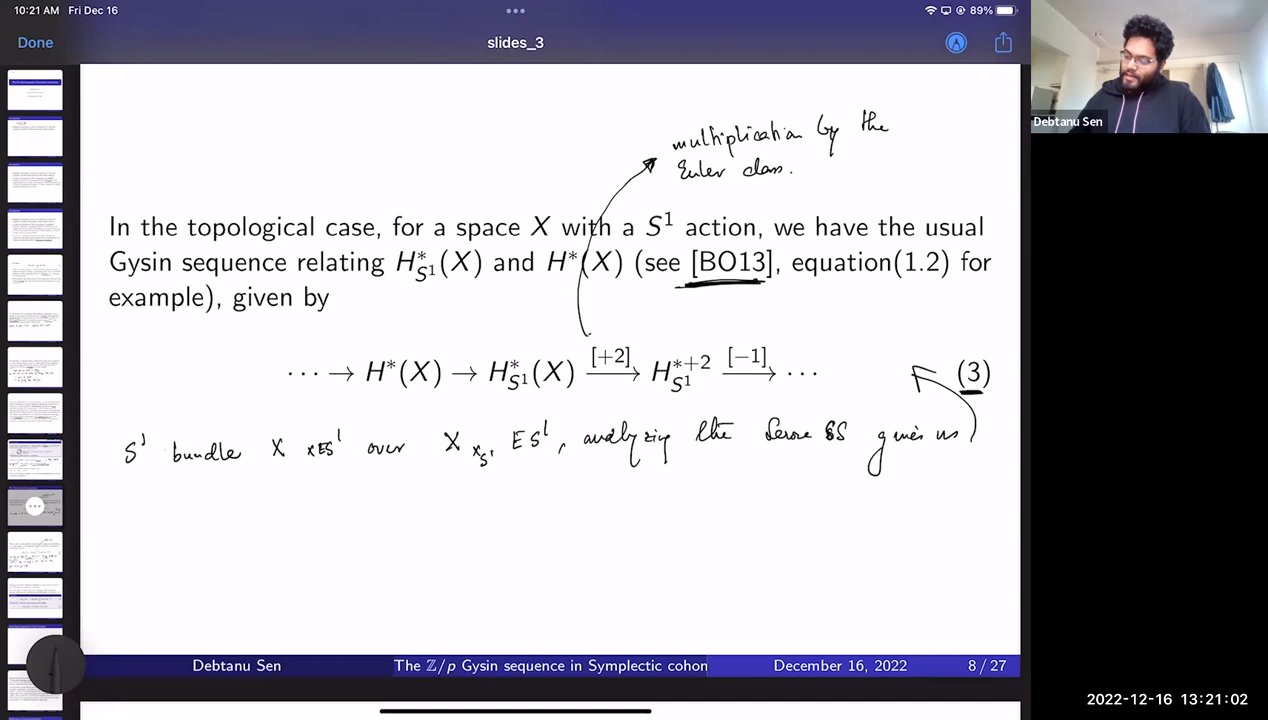 10:21 AM Fri Dec 16
89%
Done
slides_3
multiplication by the
Euler class.
In the topological case, for a space X with a S¹ action, we have the usual
Gysin sequence relating H*_{S¹}(X) and H*(X) (see [BO13], equation(1.2) for
example), given by
··· → H*(X) → H*_{S¹}(X) —[+2]→ H^{*+2}_{S¹} —[-1]→ ··· (3)
S¹ bundle X × ES¹ over X ×_{S¹} ES¹, analyzing the Serre SS gives us
Debtanu Sen The ℤ/p Gysin sequence in Symplectic cohon December 16, 2022 8 / 27
Debtanu Sen
2022-12-16 13:21:02